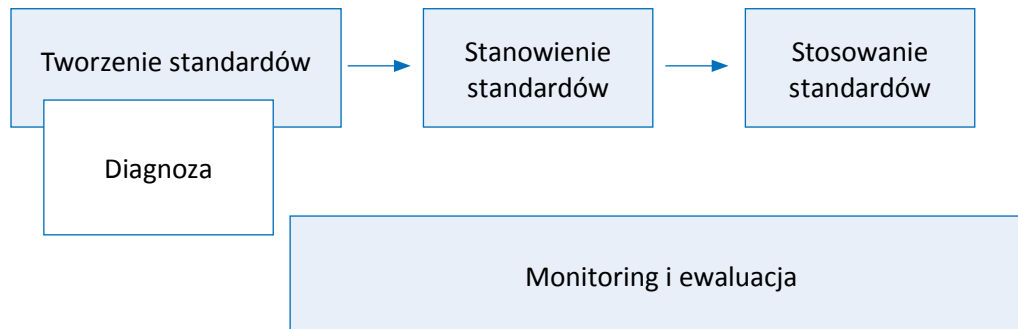 Tworzenie standardów
Stanowienie
standardów
Stosowanie
standardów
Diagnoza
Monitoring i ewaluacja